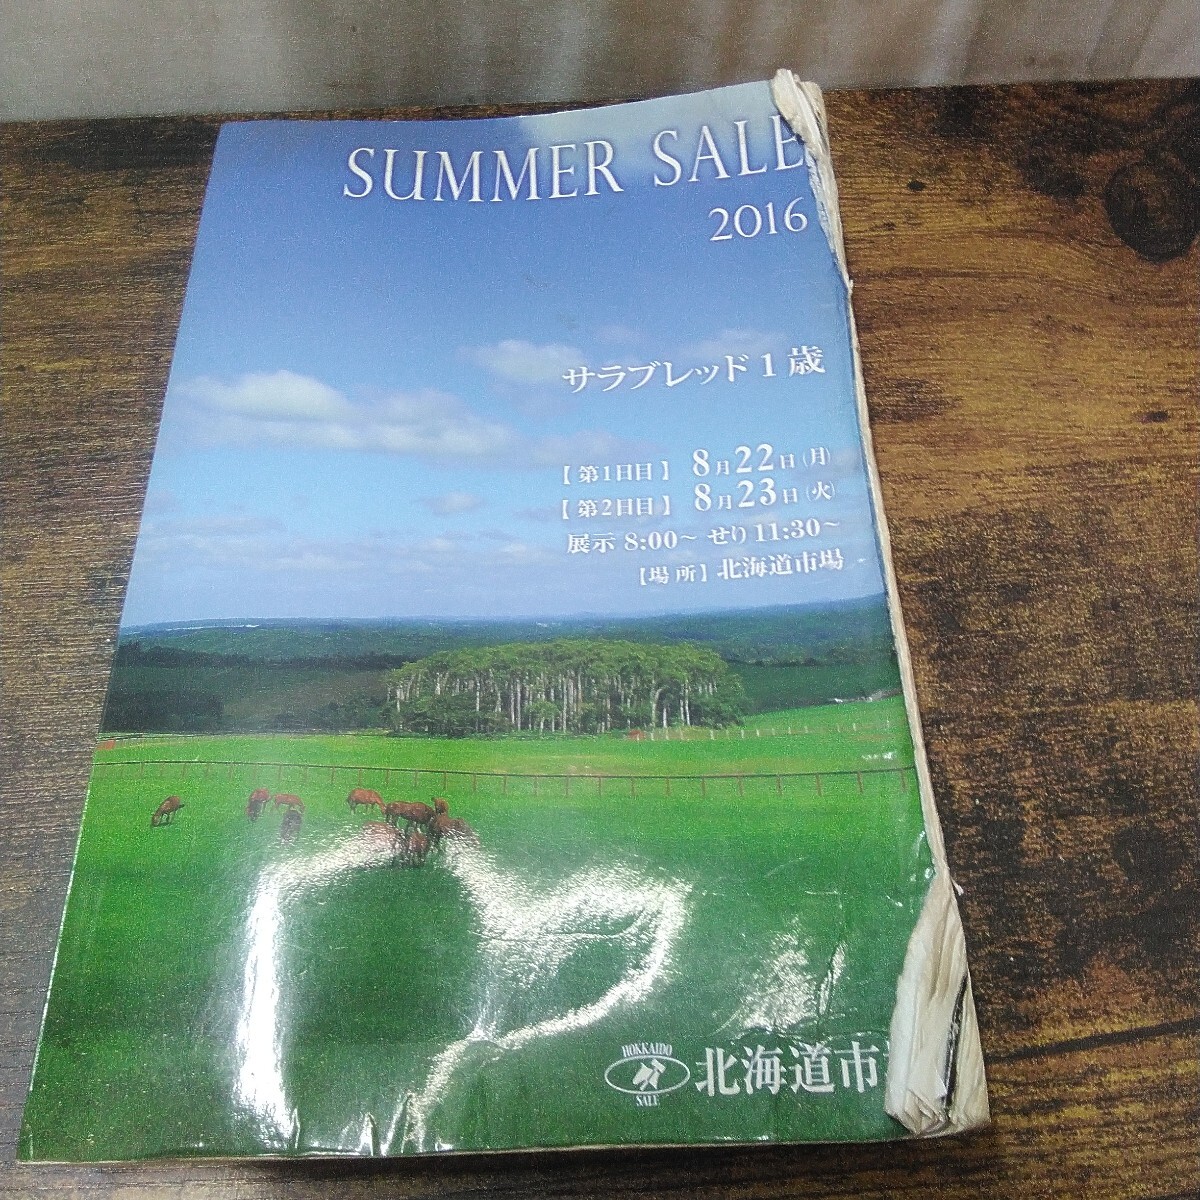 SUMMER SALE
2016
サラブレッド 1 歳
【 第1日目 】 8月22日(月)
【 第2日目 】 8月23日(火)
展示 8:00～ せり 11:30～
【場 所】北海道市場
HOKKAIDO
SALE
北海道市